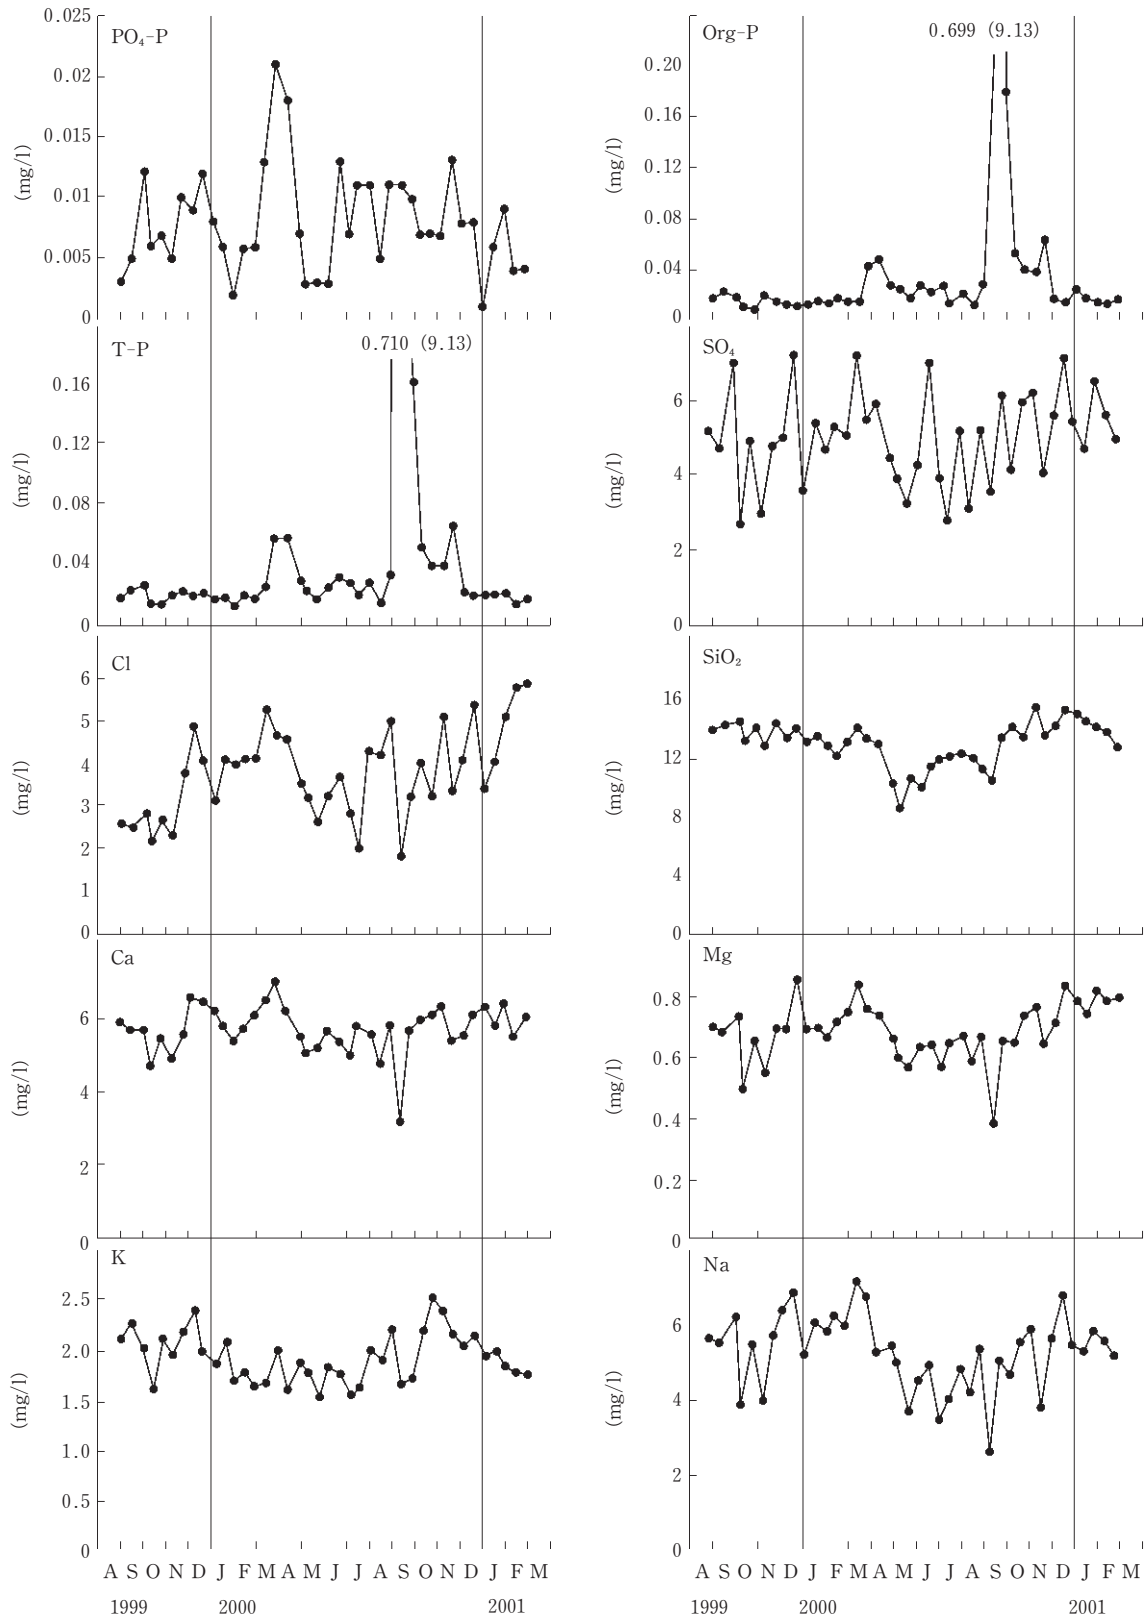 PO₄-P
0.025
0.02
0.015
0.01
0.005
0
(mg/l)
Org-P
0.699 (9.13)
0.20
0.16
0.12
0.08
0.04
0
(mg/l)
T-P
0.710 (9.13)
0.16
0.12
0.08
0.04
0
(mg/l)
SO₄
6
4
2
0
(mg/l)
Cl
6
5
4
3
2
1
0
(mg/l)
SiO₂
16
12
8
4
0
(mg/l)
Ca
6
4
2
0
(mg/l)
Mg
0.8
0.6
0.4
0.2
0
(mg/l)
K
2.5
2.0
1.5
1.0
0.5
0
(mg/l)
A S O N D J F M A M J J A S O N D J F M
1999 2000 2001
Na
6
4
2
0
(mg/l)
A S O N D J F M A M J J A S O N D J F M
1999 2000 2001